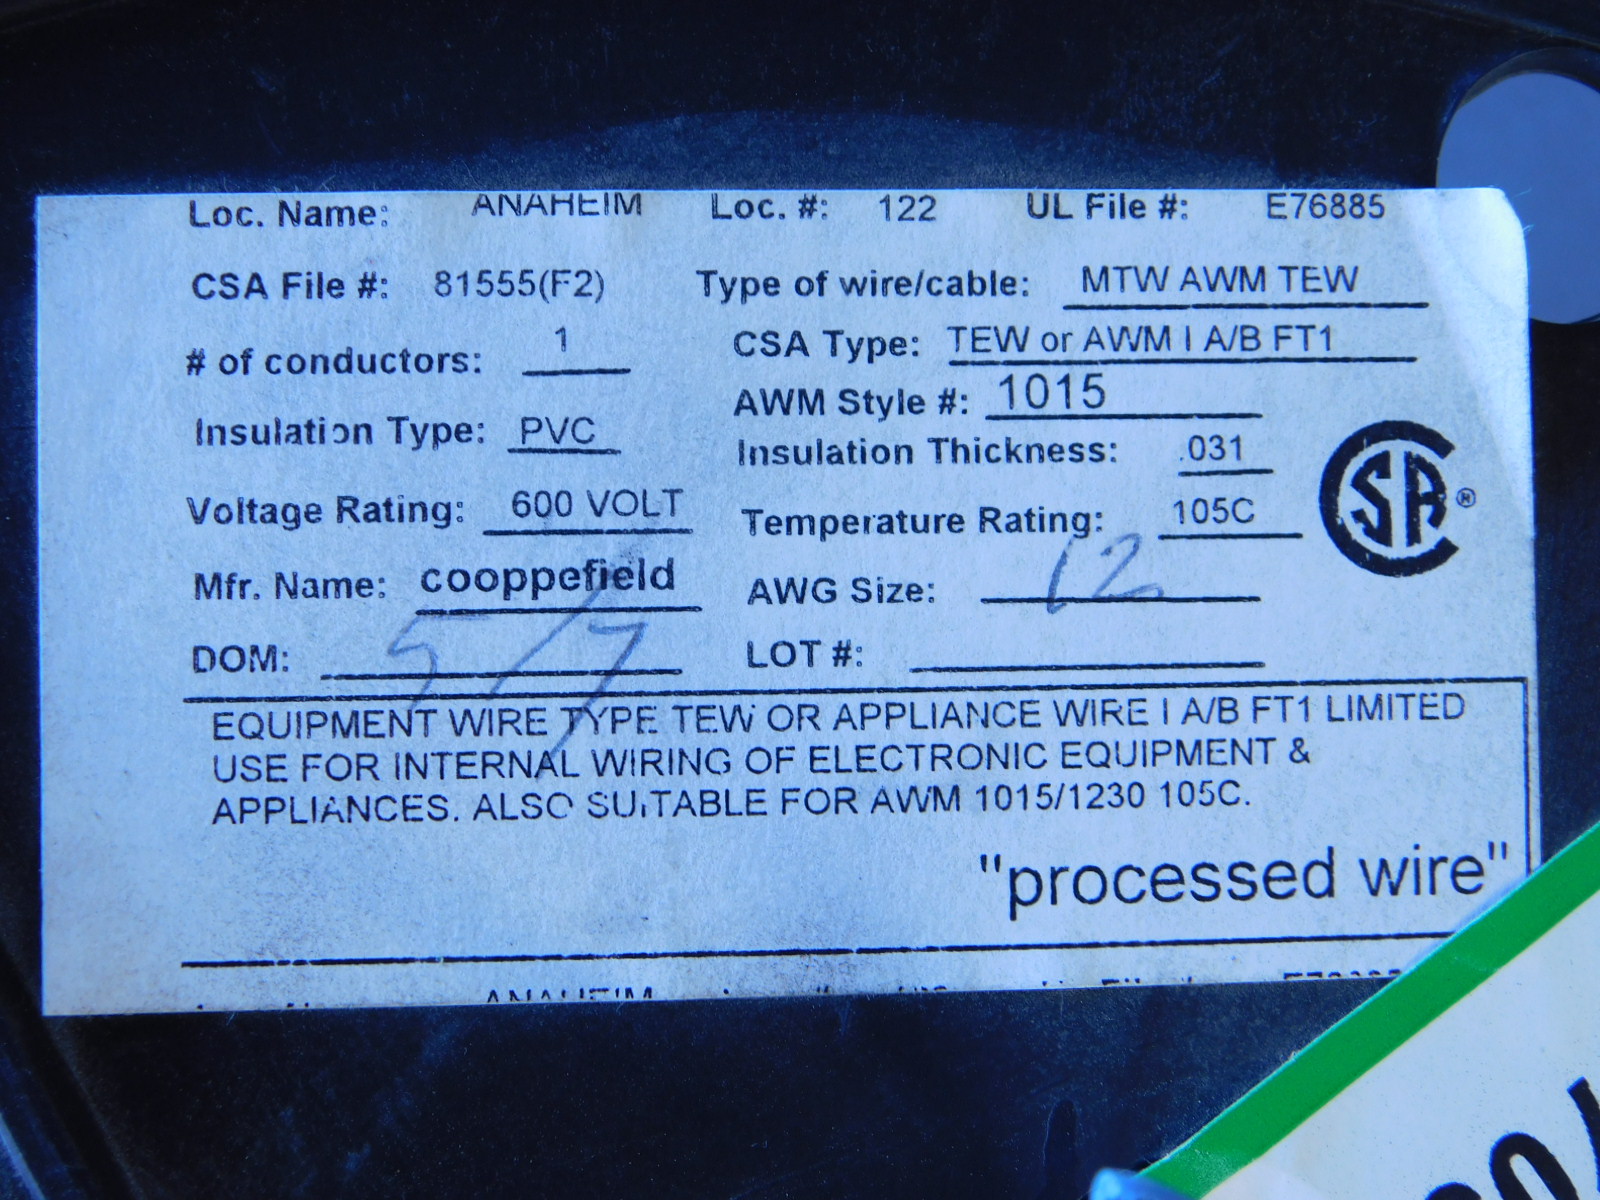 Loc. Name: ANAHEIM Loc. #: 122 UL File #: E76885
CSA File #: 81555(F2) Type of wire/cable: MTW AWM TEW
# of conductors: 1 CSA Type: TEW or AWM I A/B FT1
AWM Style #: 1015
Insulation Type: PVC Insulation Thickness: .031
Voltage Rating: 600 VOLT Temperature Rating: 105C
CSA ®
Mfr. Name: cooppefield AWG Size: 12
DOM: 5/7 LOT #:
EQUIPMENT WIRE TYPE TEW OR APPLIANCE WIRE I A/B FT1 LIMITED
USE FOR INTERNAL WIRING OF ELECTRONIC EQUIPMENT &
APPLIANCES. ALSO SUITABLE FOR AWM 1015/1230 105C.
"processed wire"
ANAHEIM